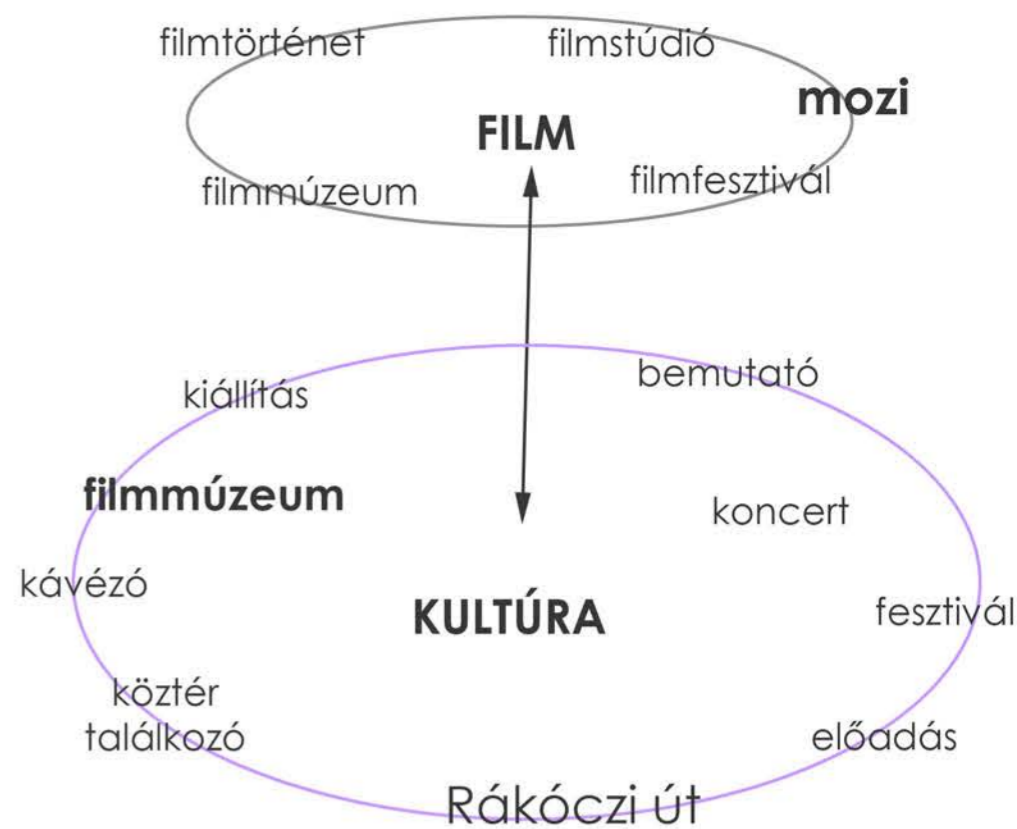 filmtörténet
filmstúdió
mozi
FILM
filmmúzeum
filmfesztivál
kiállítás
bemutató
filmmúzeum
koncert
kávézó
KULTÚRA
fesztivál
köztér
találkozó
előadás
Rákóczi út